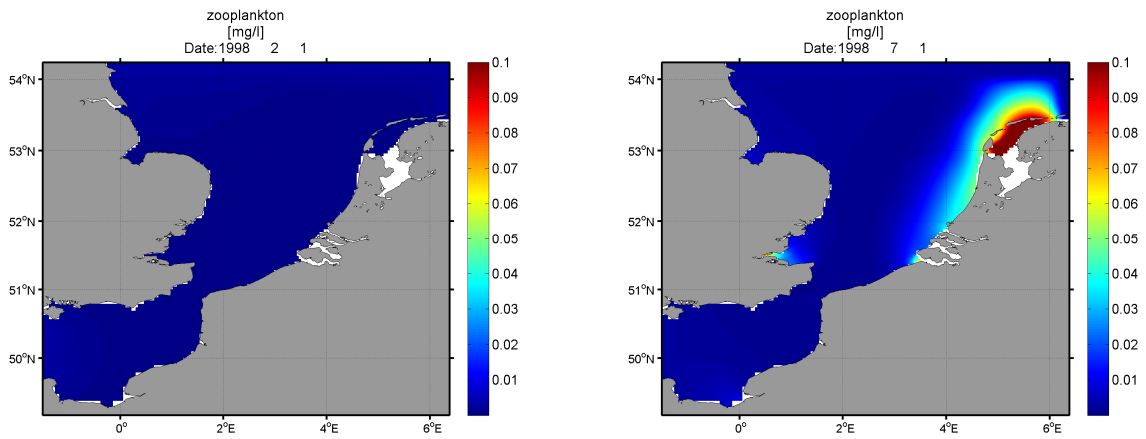 zooplankton
[mg/l]
Date:1998 2 1
54°N
53°N
52°N
51°N
50°N
0°
2°E
4°E
6°E
0.1
0.09
0.08
0.07
0.06
0.05
0.04
0.03
0.02
0.01
zooplankton
[mg/l]
Date:1998 7 1
54°N
53°N
52°N
51°N
50°N
0°
2°E
4°E
6°E
0.1
0.09
0.08
0.07
0.06
0.05
0.04
0.03
0.02
0.01